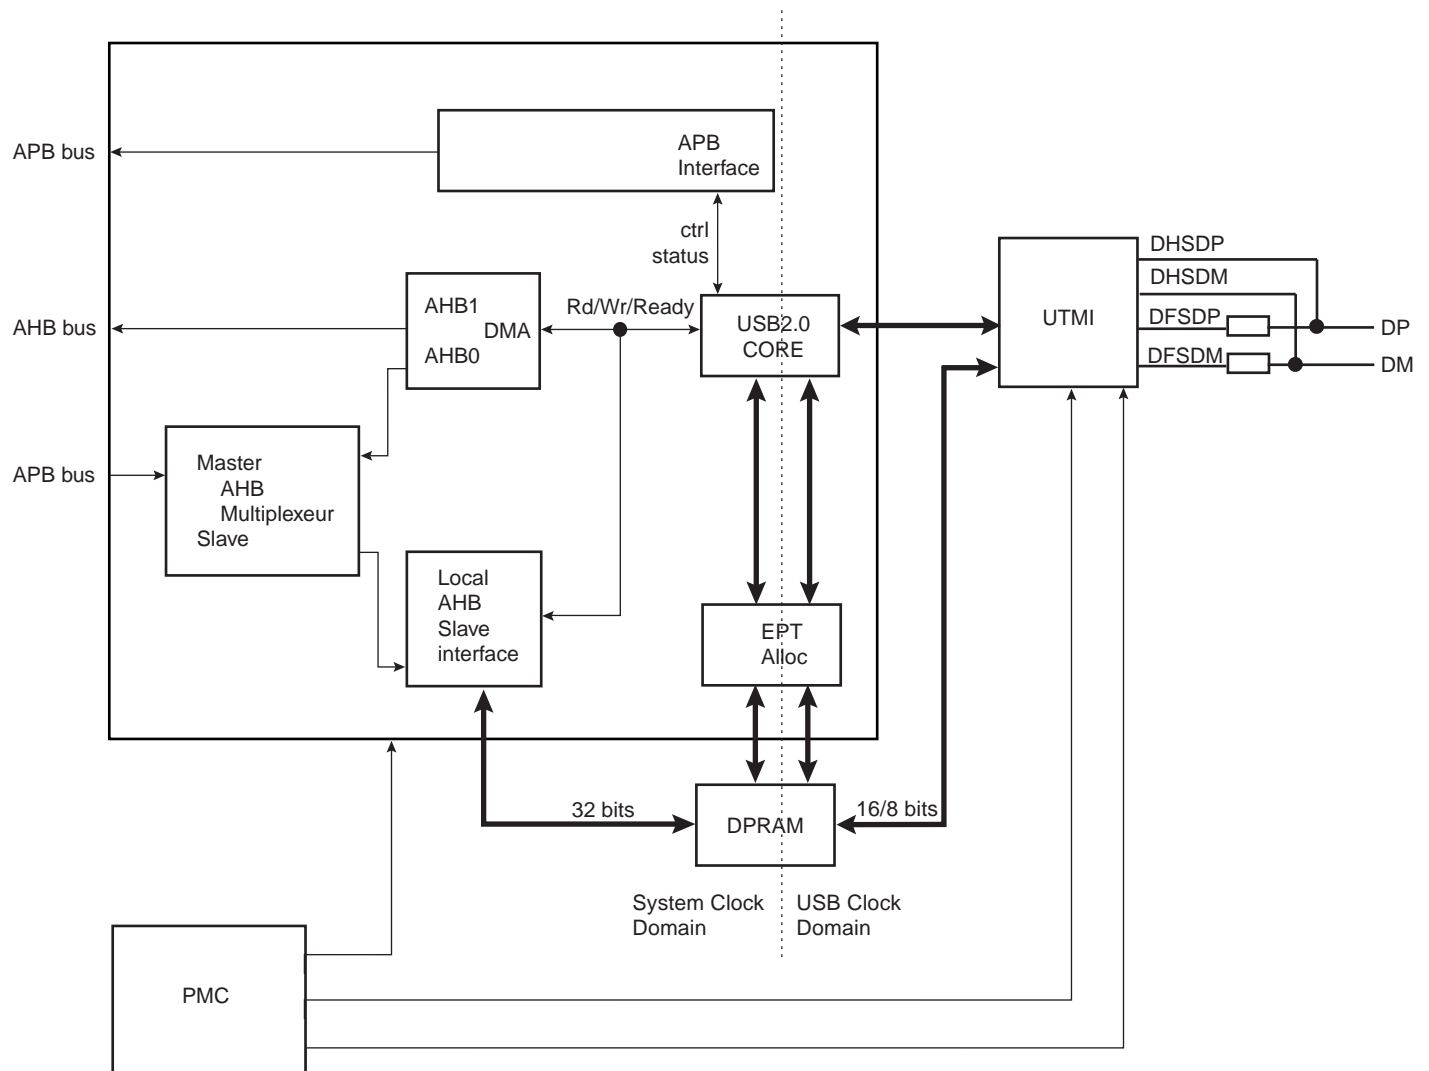 APB bus
APB
Interface
ctrl
status
AHB bus
AHB1
DMA
AHB0
Rd/Wr/Ready
USB2.0
CORE
UTMI
DHSDP
DHSDM
DFSDP
DFSDM
DP
DM
APB bus
Master
AHB
Multiplexeur
Slave
Local
AHB
Slave
interface
EPT
Alloc
32 bits
DPRAM
16/8 bits
System Clock
Domain
USB Clock
Domain
PMC